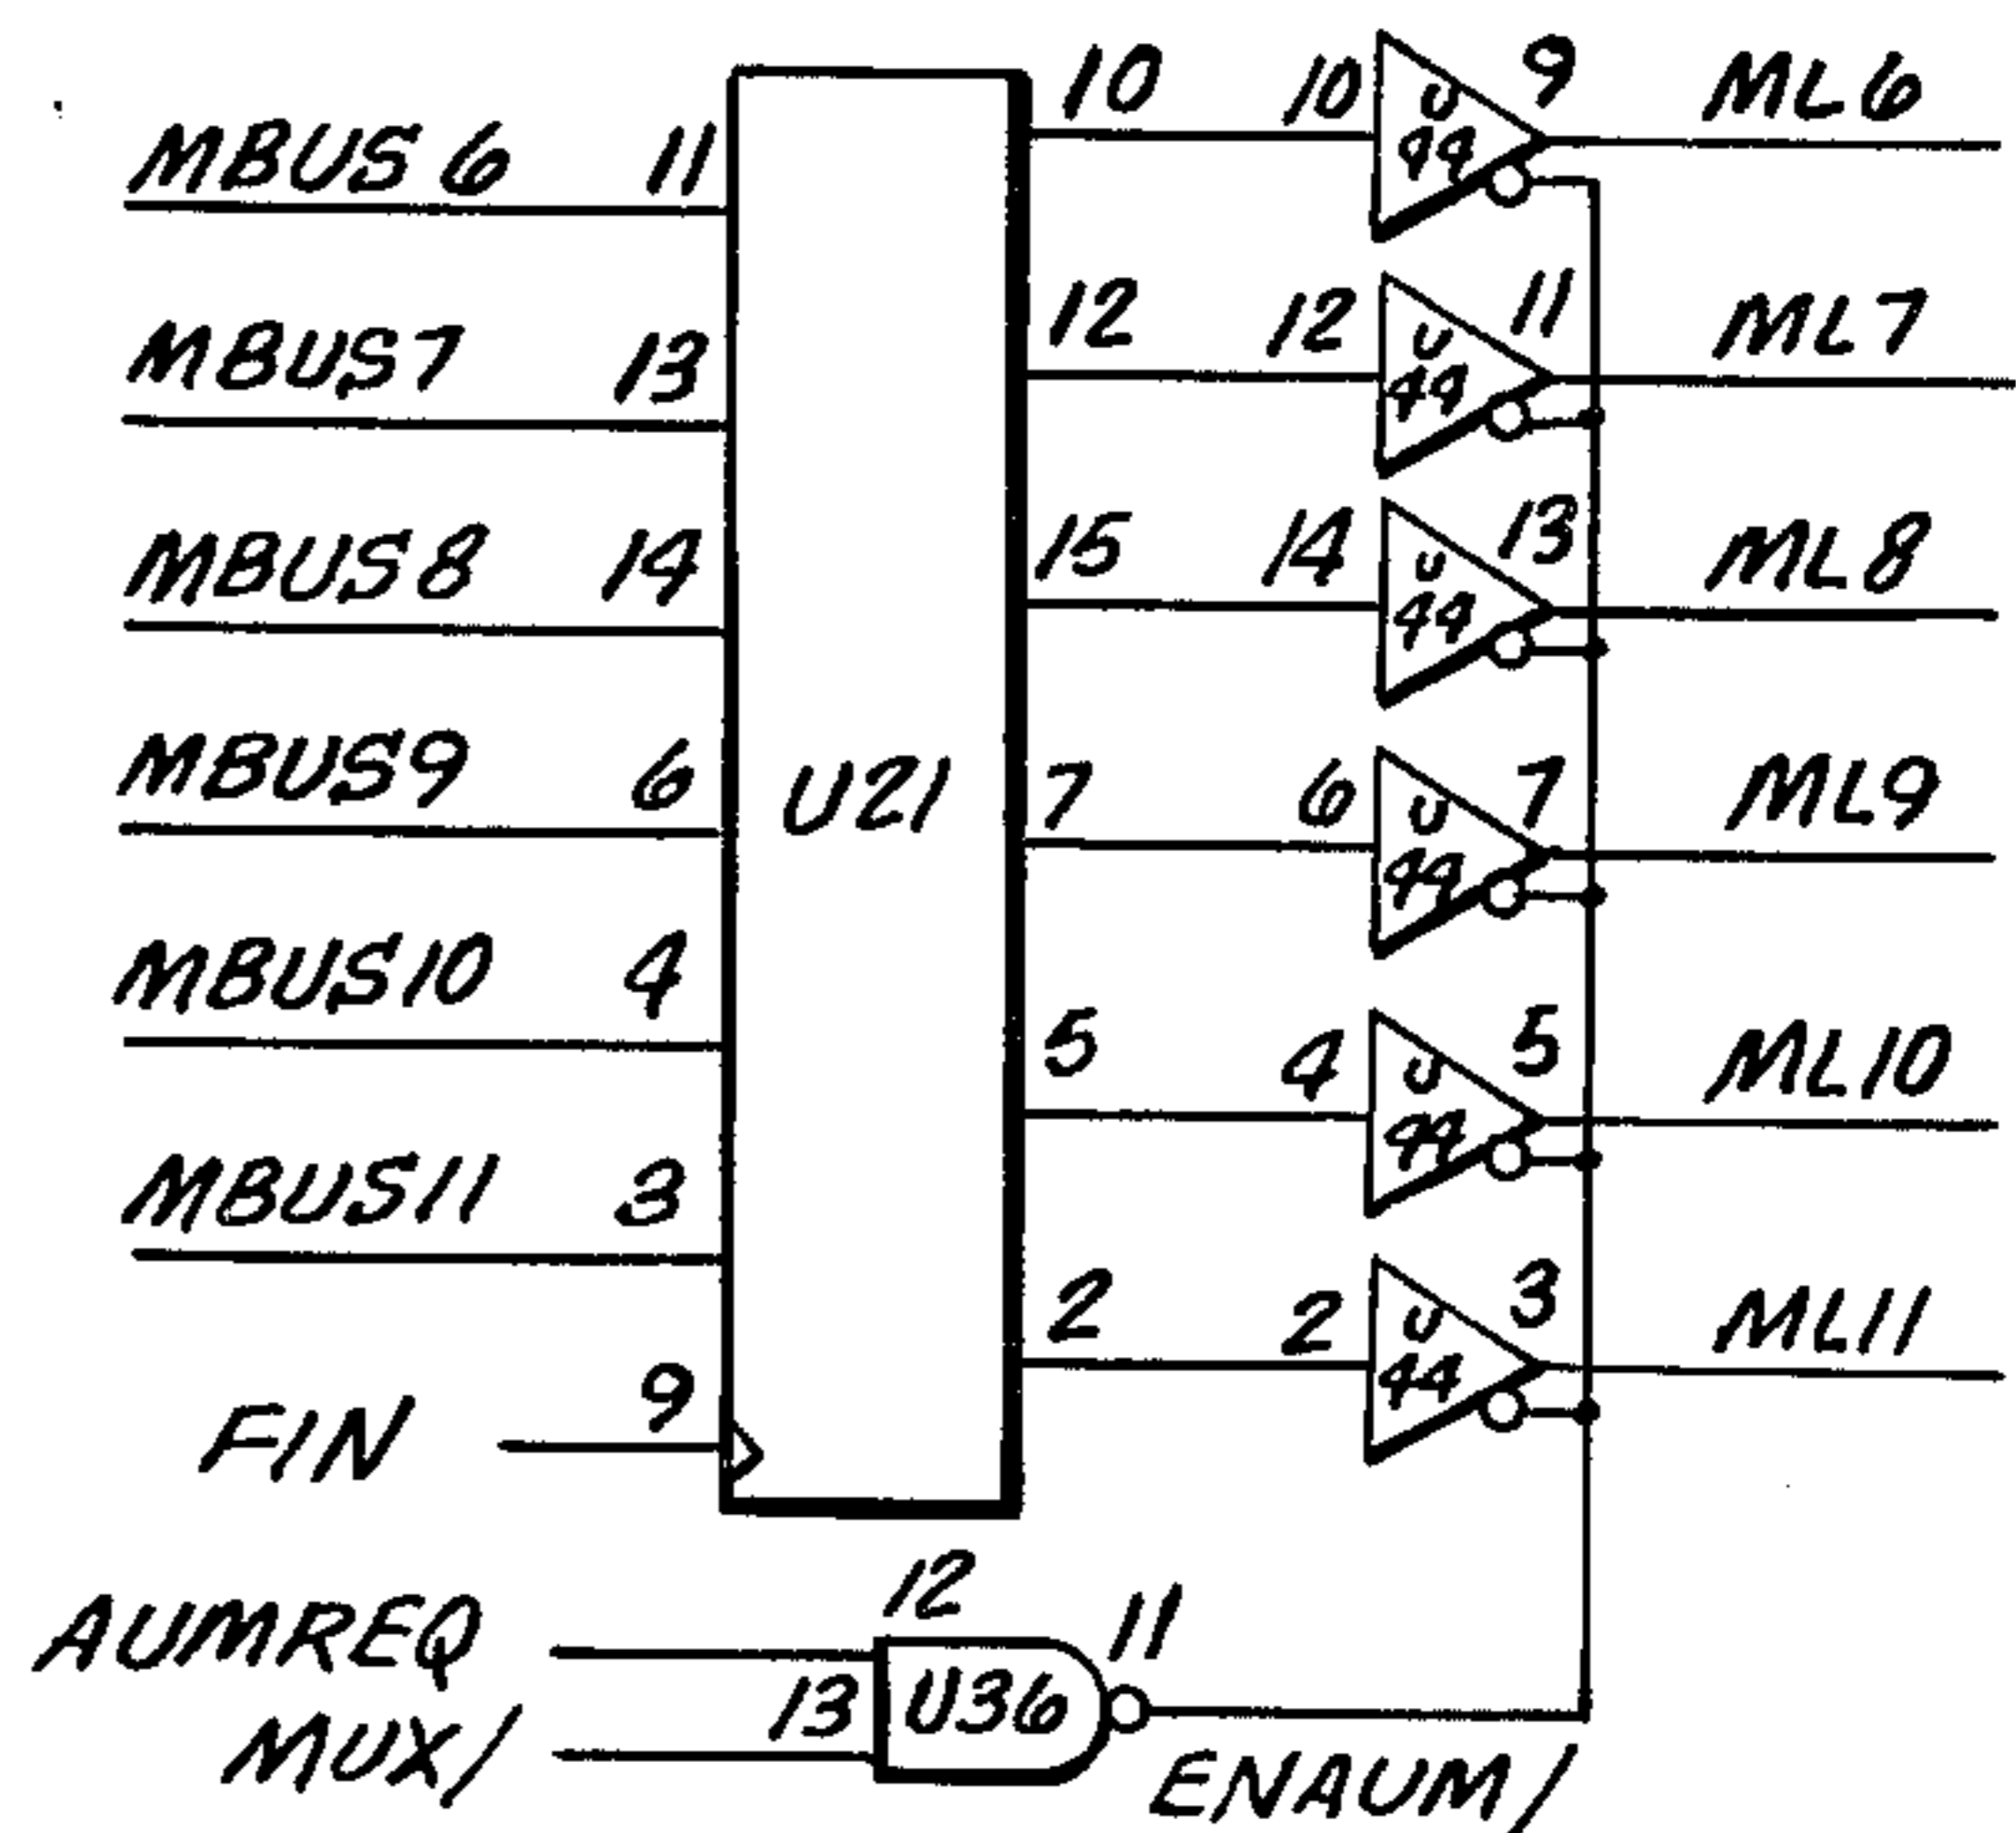 10 10 9 ML6
U
44
MBUS 6 11
12 12 11 ML7
U
44
MBUS7 13
15 14 13 ML8
MBUS8 14
U
44
MBUS9 6
U21
7 6 7 ML9
U
44
MBUS10 4
5 4 5 ML10
U
44
MBUS11 3
2 2 3 ML11
U
44
FIN 9
12
11
AUMREQ
13 U36
MUX/
ENAUM/